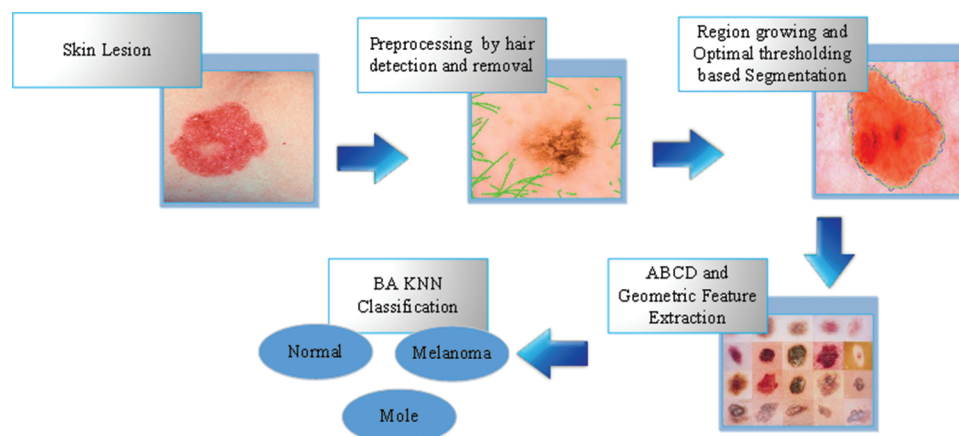 Skin Lesion
Preprocessing by hair
detection and removal
Region growing and
Optimal thresholding
based Segmentation
ABCD and
Geometric Feature
Extraction
BA KNN
Classification
Normal
Melanoma
Mole